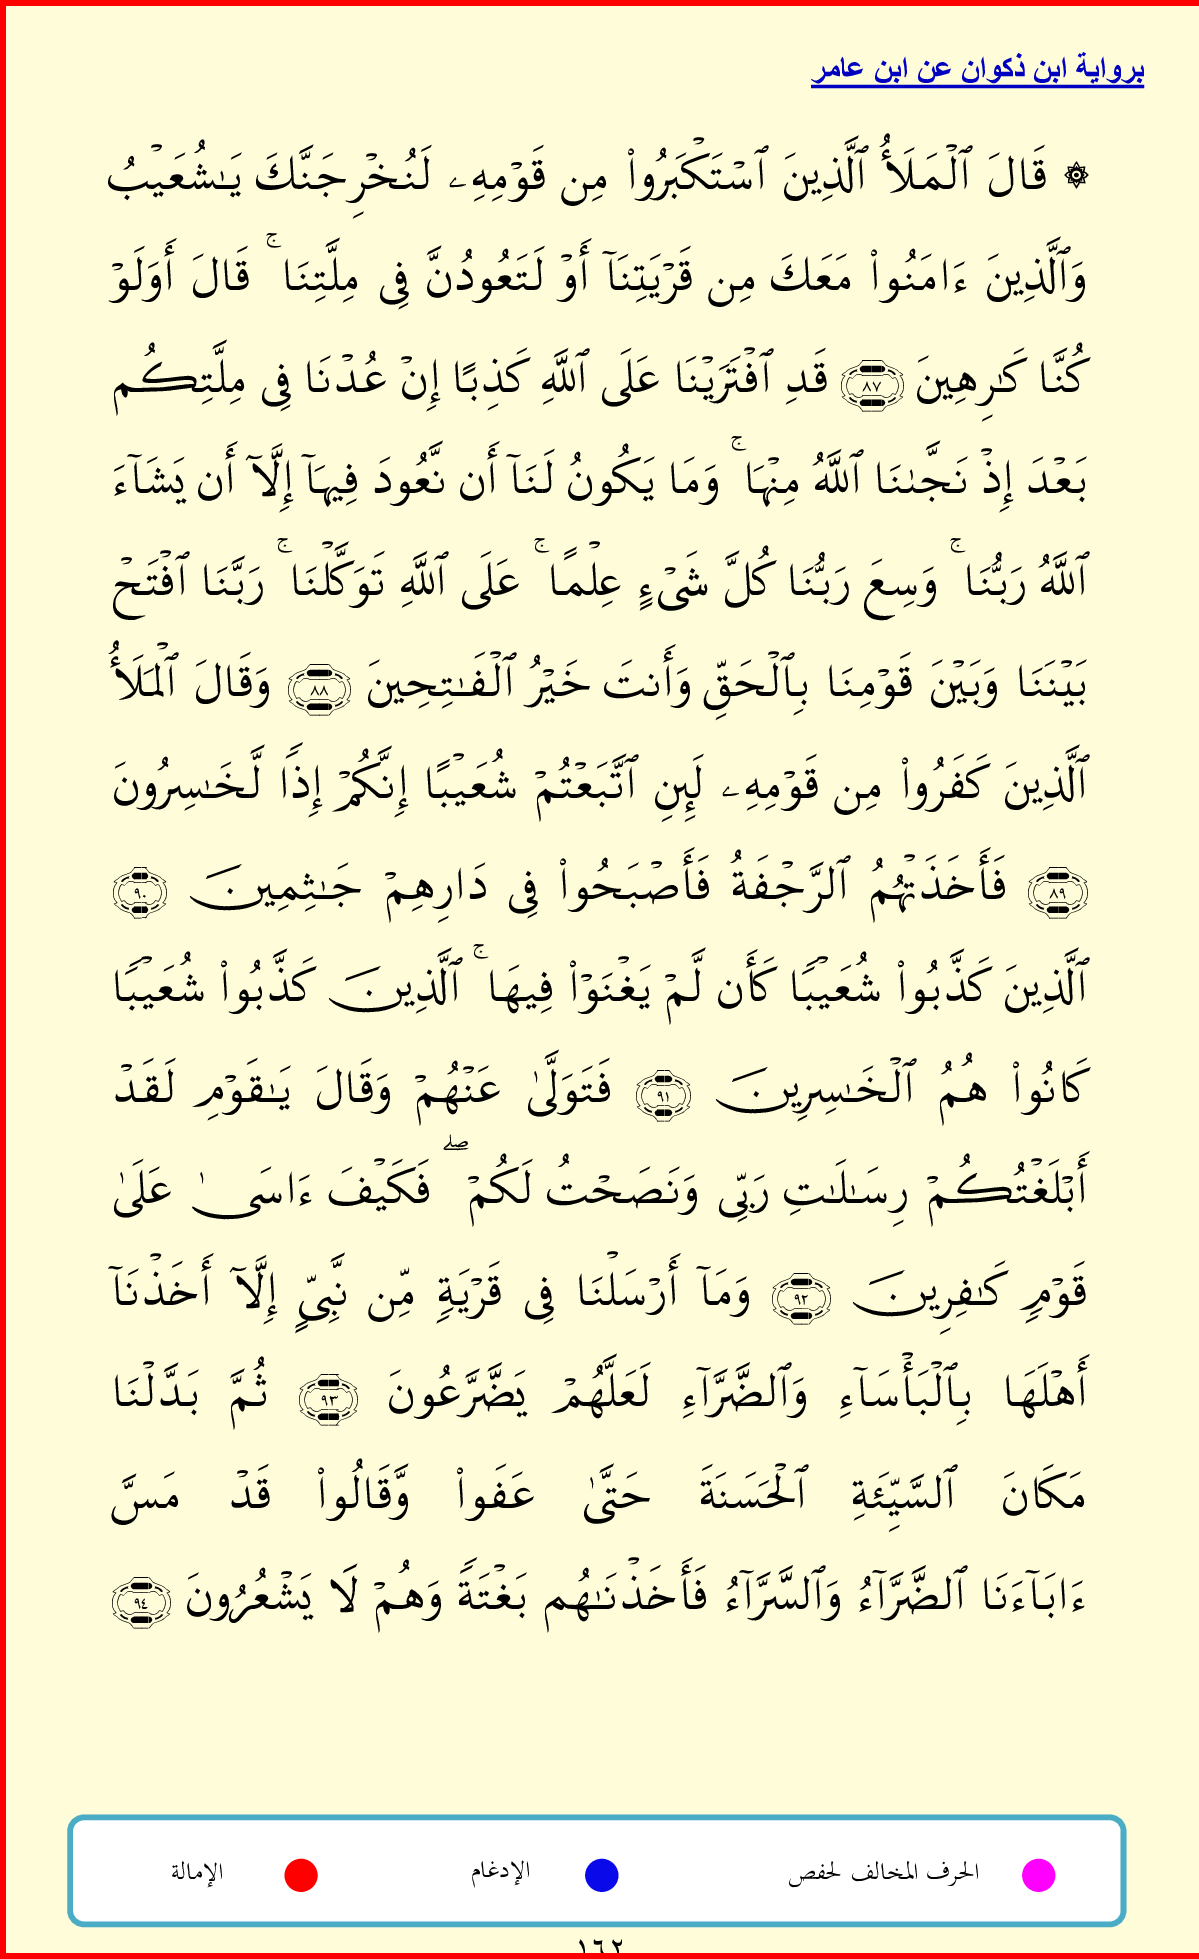 برواية ابن ذكوان عن ابن عامر
۞ قَالَ ٱلۡمَلَأُ ٱلَّذِينَ ٱسۡتَكۡبَرُواْ مِن قَوۡمِهِۦ لَنُخۡرِجَنَّكَ يَٰشُعَيۡبُ
وَٱلَّذِينَ ءَامَنُواْ مَعَكَ مِن قَرۡيَتِنَآ أَوۡ لَتَعُودُنَّ فِي مِلَّتِنَاۚ قَالَ أَوَلَوۡ
كُنَّا كَٰرِهِينَ ٨٧ قَدِ ٱفۡتَرَيۡنَا عَلَى ٱللَّهِ كَذِبًا إِنۡ عُدۡنَا فِي مِلَّتِكُم
بَعۡدَ إِذۡ نَجَّىٰنَا ٱللَّهُ مِنۡهَاۚ وَمَا يَكُونُ لَنَآ أَن نَّعُودَ فِيهَآ إِلَّآ أَن يَشَآءَ
ٱللَّهُ رَبُّنَاۚ وَسِعَ رَبُّنَا كُلَّ شَيۡءٍ عِلۡمًاۚ عَلَى ٱللَّهِ تَوَكَّلۡنَاۚ رَبَّنَا ٱفۡتَحۡ
بَيۡنَنَا وَبَيۡنَ قَوۡمِنَا بِٱلۡحَقِّ وَأَنتَ خَيۡرُ ٱلۡفَٰتِحِينَ ٨٨ وَقَالَ ٱلۡمَلَأُ
ٱلَّذِينَ كَفَرُواْ مِن قَوۡمِهِۦ لَئِنِ ٱتَّبَعۡتُمۡ شُعَيۡبًا إِنَّكُمۡ إِذٗا لَّخَٰسِرُونَ
٨٩ فَأَخَذَتۡهُمُ ٱلرَّجۡفَةُ فَأَصۡبَحُواْ فِي دَارِهِمۡ جَٰثِمِينَ ٩٠
ٱلَّذِينَ كَذَّبُواْ شُعَيۡبٗا كَأَن لَّمۡ يَغۡنَوۡاْ فِيهَاۚ ٱلَّذِينَ كَذَّبُواْ شُعَيۡبٗا
كَانُواْ هُمُ ٱلۡخَٰسِرِينَ ٩١ فَتَوَلَّىٰ عَنۡهُمۡ وَقَالَ يَٰقَوۡمِ لَقَدۡ
أَبۡلَغۡتُكُمۡ رِسَٰلَٰتِ رَبِّي وَنَصَحۡتُ لَكُمۡۖ فَكَيۡفَ ءَاسَىٰ عَلَىٰ
قَوۡمٖ كَٰفِرِينَ ٩٢ وَمَآ أَرۡسَلۡنَا فِي قَرۡيَةٖ مِّن نَّبِيٍّ إِلَّآ أَخَذۡنَآ
أَهۡلَهَا بِٱلۡبَأۡسَآءِ وَٱلضَّرَّآءِ لَعَلَّهُمۡ يَضَّرَّعُونَ ٩٣ ثُمَّ بَدَّلۡنَا
مَكَانَ ٱلسَّيِّئَةِ ٱلۡحَسَنَةَ حَتَّىٰ عَفَواْ وَّقَالُواْ قَدۡ مَسَّ
ءَابَآءَنَا ٱلضَّرَّآءُ وَٱلسَّرَّآءُ فَأَخَذۡنَٰهُم بَغۡتَةٗ وَهُمۡ لَا يَشۡعُرُونَ ٩٤
الحرف المخالف لحفص الإدغام الإمالة
١٦٢